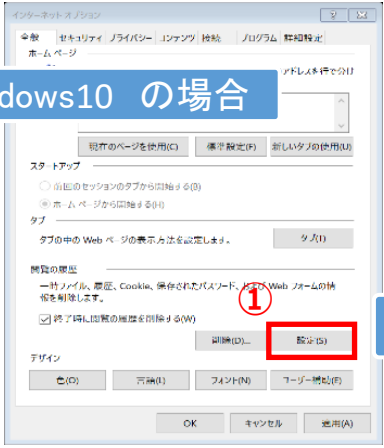 インターネット オプション
全般 セキュリティ プライバシー コンテンツ 接続 プログラム 詳細設定
ホーム ページ
アドレスを行で分け
dows10 の場合
現在のページを使用(C) 標準設定(F) 新しいタブの使用(U)
スタートアップ
前回のセッションのタブから開始する(B)
ホーム ページから開始する(H)
タブ
タブの中の Web ページの表示方法を設定します。 タブ(T)
閲覧の履歴
一時ファイル、履歴、Cookie、保存されたパスワード、および Web フォームの情
報を削除します。
①
終了時に閲覧の履歴を削除する(W)
削除(D)... 設定(S)
デザイン
色(O) 言語(L) フォント(N) ユーザー補助(E)
OK キャンセル 適用(A)